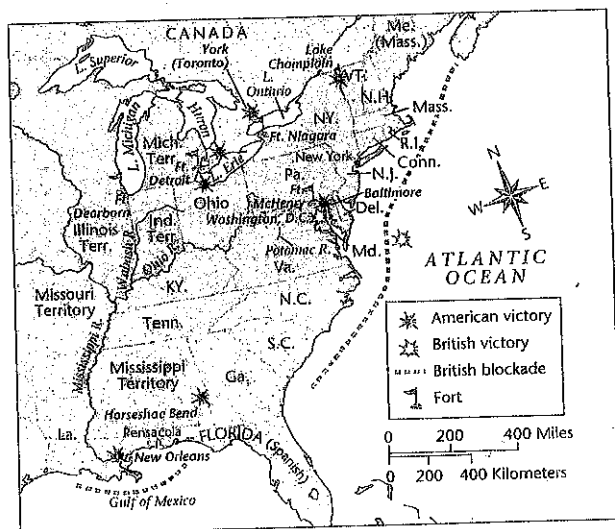 CANADA
Me.
(Mass.)
York
(Toronto)
Lake
Champlain
L. Superior
VT.
L.
Ontario
N.H.
L. Michigan
Huron
Mass.
NY.
Mich.
Terr.
Ft. Niagara
R.I.
New York
Conn.
Ft.
Detroit
L. Erie
Pa.
N.J.
Ft.
McHenry
Baltimore
Ohio
Ft.
Dearborn
Washington, D.C.
Del.
Illinois
Terr.
Ind.
Terr.
Wabash R.
Ohio R.
Potomac R.
Md.
Va.
ATLANTIC
OCEAN
N
E
W
S
Missouri
Territory
KY.
N.C.
Tenn.
Mississippi R.
S.C.
Mississippi
Territory
Ga.
Horseshoe Bend
Pensacola
La.
FLORIDA (Spanish)
New Orleans
Gulf of Mexico
American victory
British victory
British blockade
Fort
0 200 400 Miles
0 200 400 Kilometers